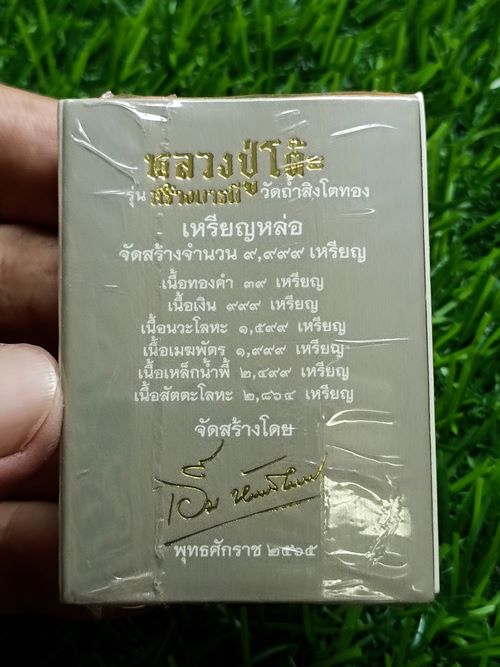 หลวงปู่โต๊ะ
รุ่น สร้างบารมี วัดถ้ำสิงโตทอง
เหรียญหล่อ
จัดสร้างจำนวน ๙,๙๙๙ เหรียญ
เนื้อทองคำ ๓๙ เหรียญ
เนื้อเงิน ๙๙๙ เหรียญ
เนื้อนวะโลหะ ๑,๕๙๙ เหรียญ
เนื้อเมฆพัตร ๑,๙๙๙ เหรียญ
เนื้อเหล็กน้ำพี้ ๒,๔๙๙ เหรียญ
เนื้อสัตตะโลหะ ๒,๘๖๔ เหรียญ
จัดสร้างโดย
พุทธศักราช ๒๕๖๕